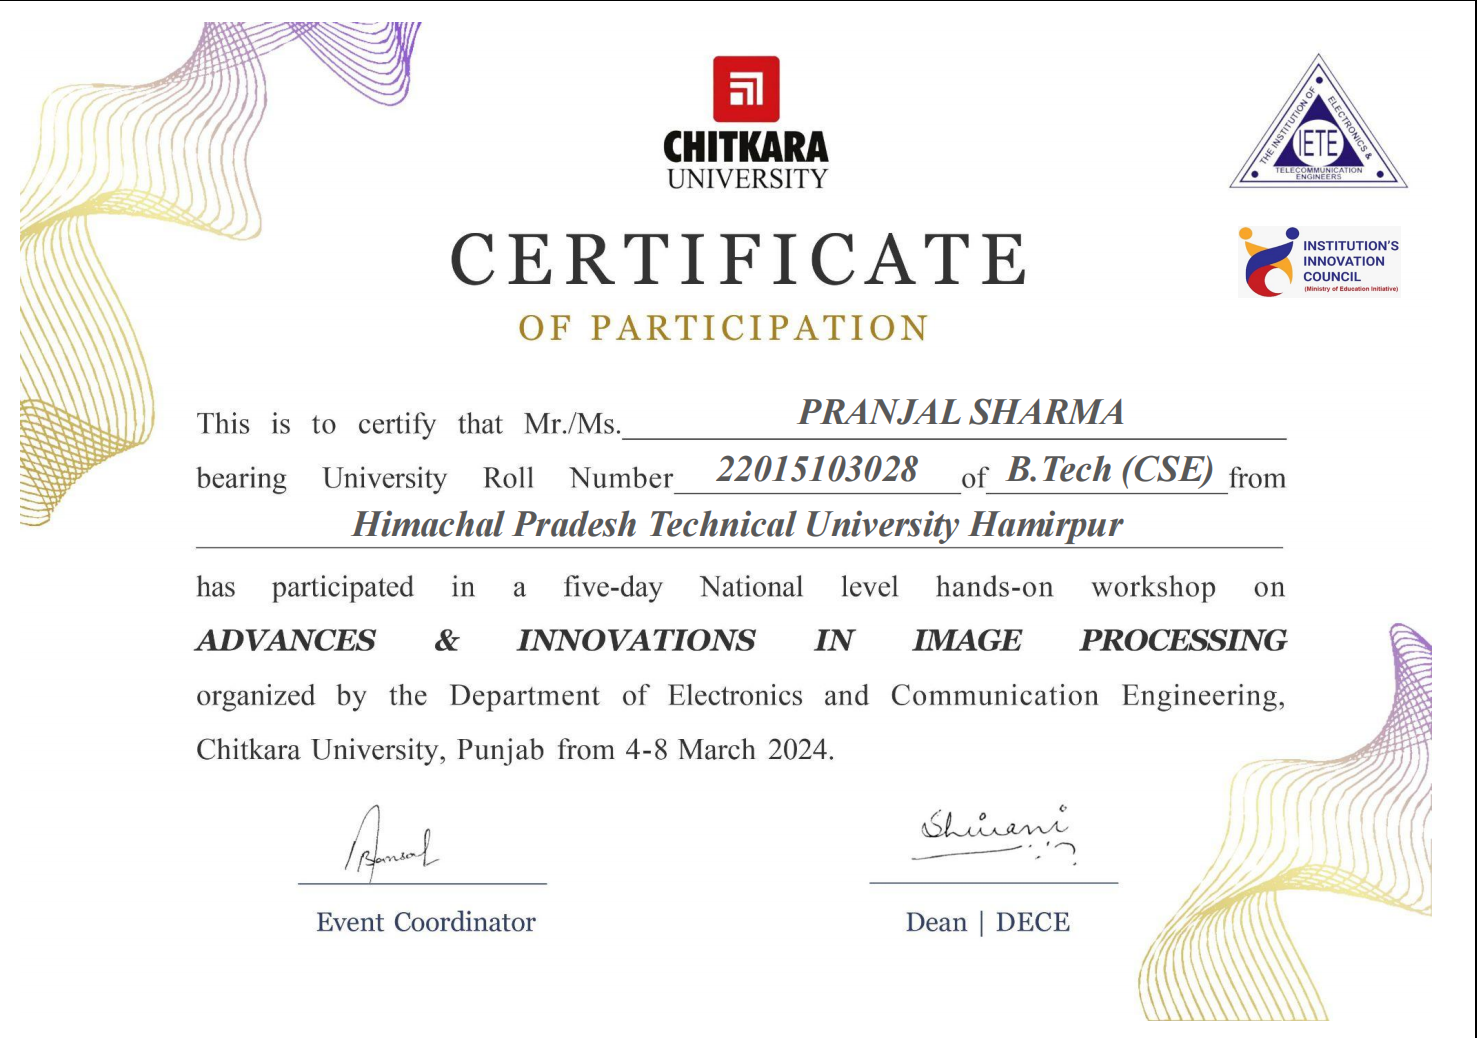 CHITKARA
UNIVERSITY
THE INSTITUTION OF
ELECTRONICS &
IETE
TELECOMMUNICATION
ENGINEERS
INSTITUTION'S
INNOVATION
COUNCIL
(Ministry of Education Initiative)
CERTIFICATE
OF PARTICIPATION
This is to certify that Mr./Ms. PRANJAL SHARMA
bearing University Roll Number 22015103028 of B.Tech (CSE) from
Himachal Pradesh Technical University Hamirpur
has participated in a five-day National level hands-on workshop on
ADVANCES & INNOVATIONS IN IMAGE PROCESSING
organized by the Department of Electronics and Communication Engineering,
Chitkara University, Punjab from 4-8 March 2024.
Bansal
Shivani
Event Coordinator
Dean | DECE